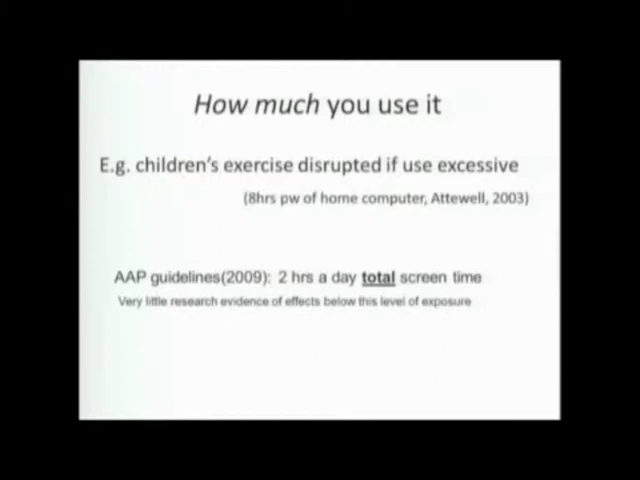 How much you use it
E.g. children's exercise disrupted if use excessive
(8hrs pw of home computer, Attewell, 2003)
AAP guidelines(2009): 2 hrs a day total screen time
Very little research evidence of effects below this level of exposure